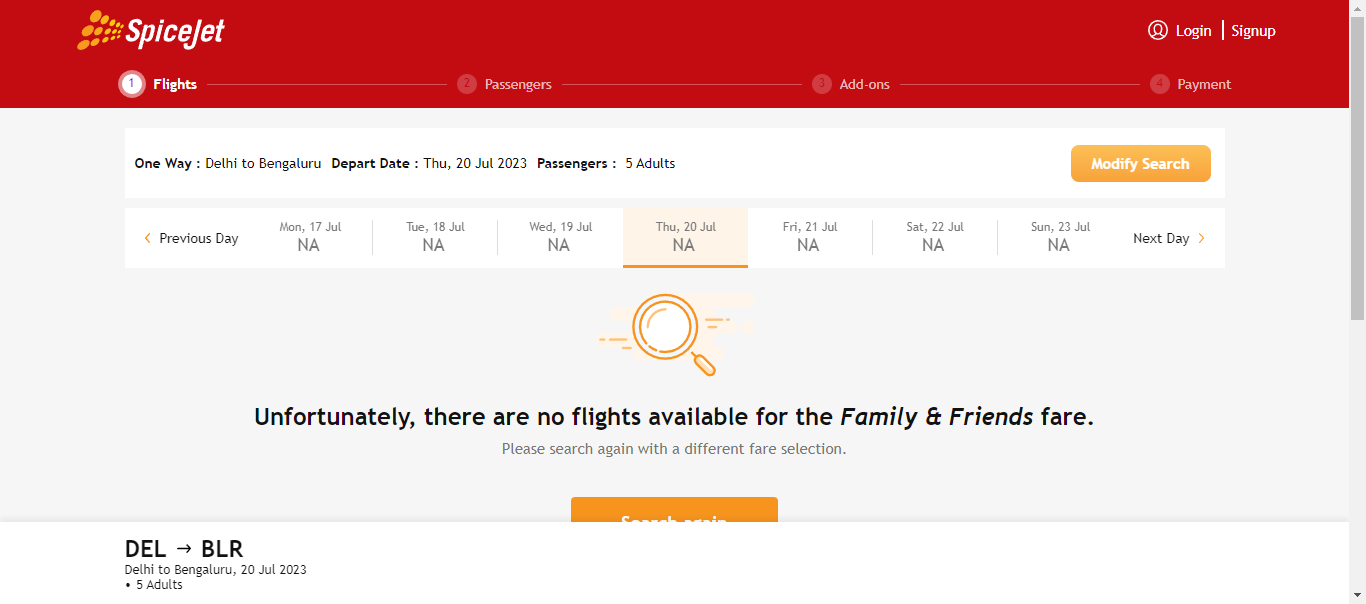 SpiceJet
Login | Signup
1 Flights 2 Passengers 3 Add-ons 4 Payment
One Way : Delhi to Bengaluru Depart Date : Thu, 20 Jul 2023 Passengers : 5 Adults
Modify Search
Previous Day
Mon, 17 Jul
NA
Tue, 18 Jul
NA
Wed, 19 Jul
NA
Thu, 20 Jul
NA
Fri, 21 Jul
NA
Sat, 22 Jul
NA
Sun, 23 Jul
NA
Next Day
Unfortunately, there are no flights available for the Family & Friends fare.
Please search again with a different fare selection.
Search again
DEL → BLR
Delhi to Bengaluru, 20 Jul 2023
• 5 Adults